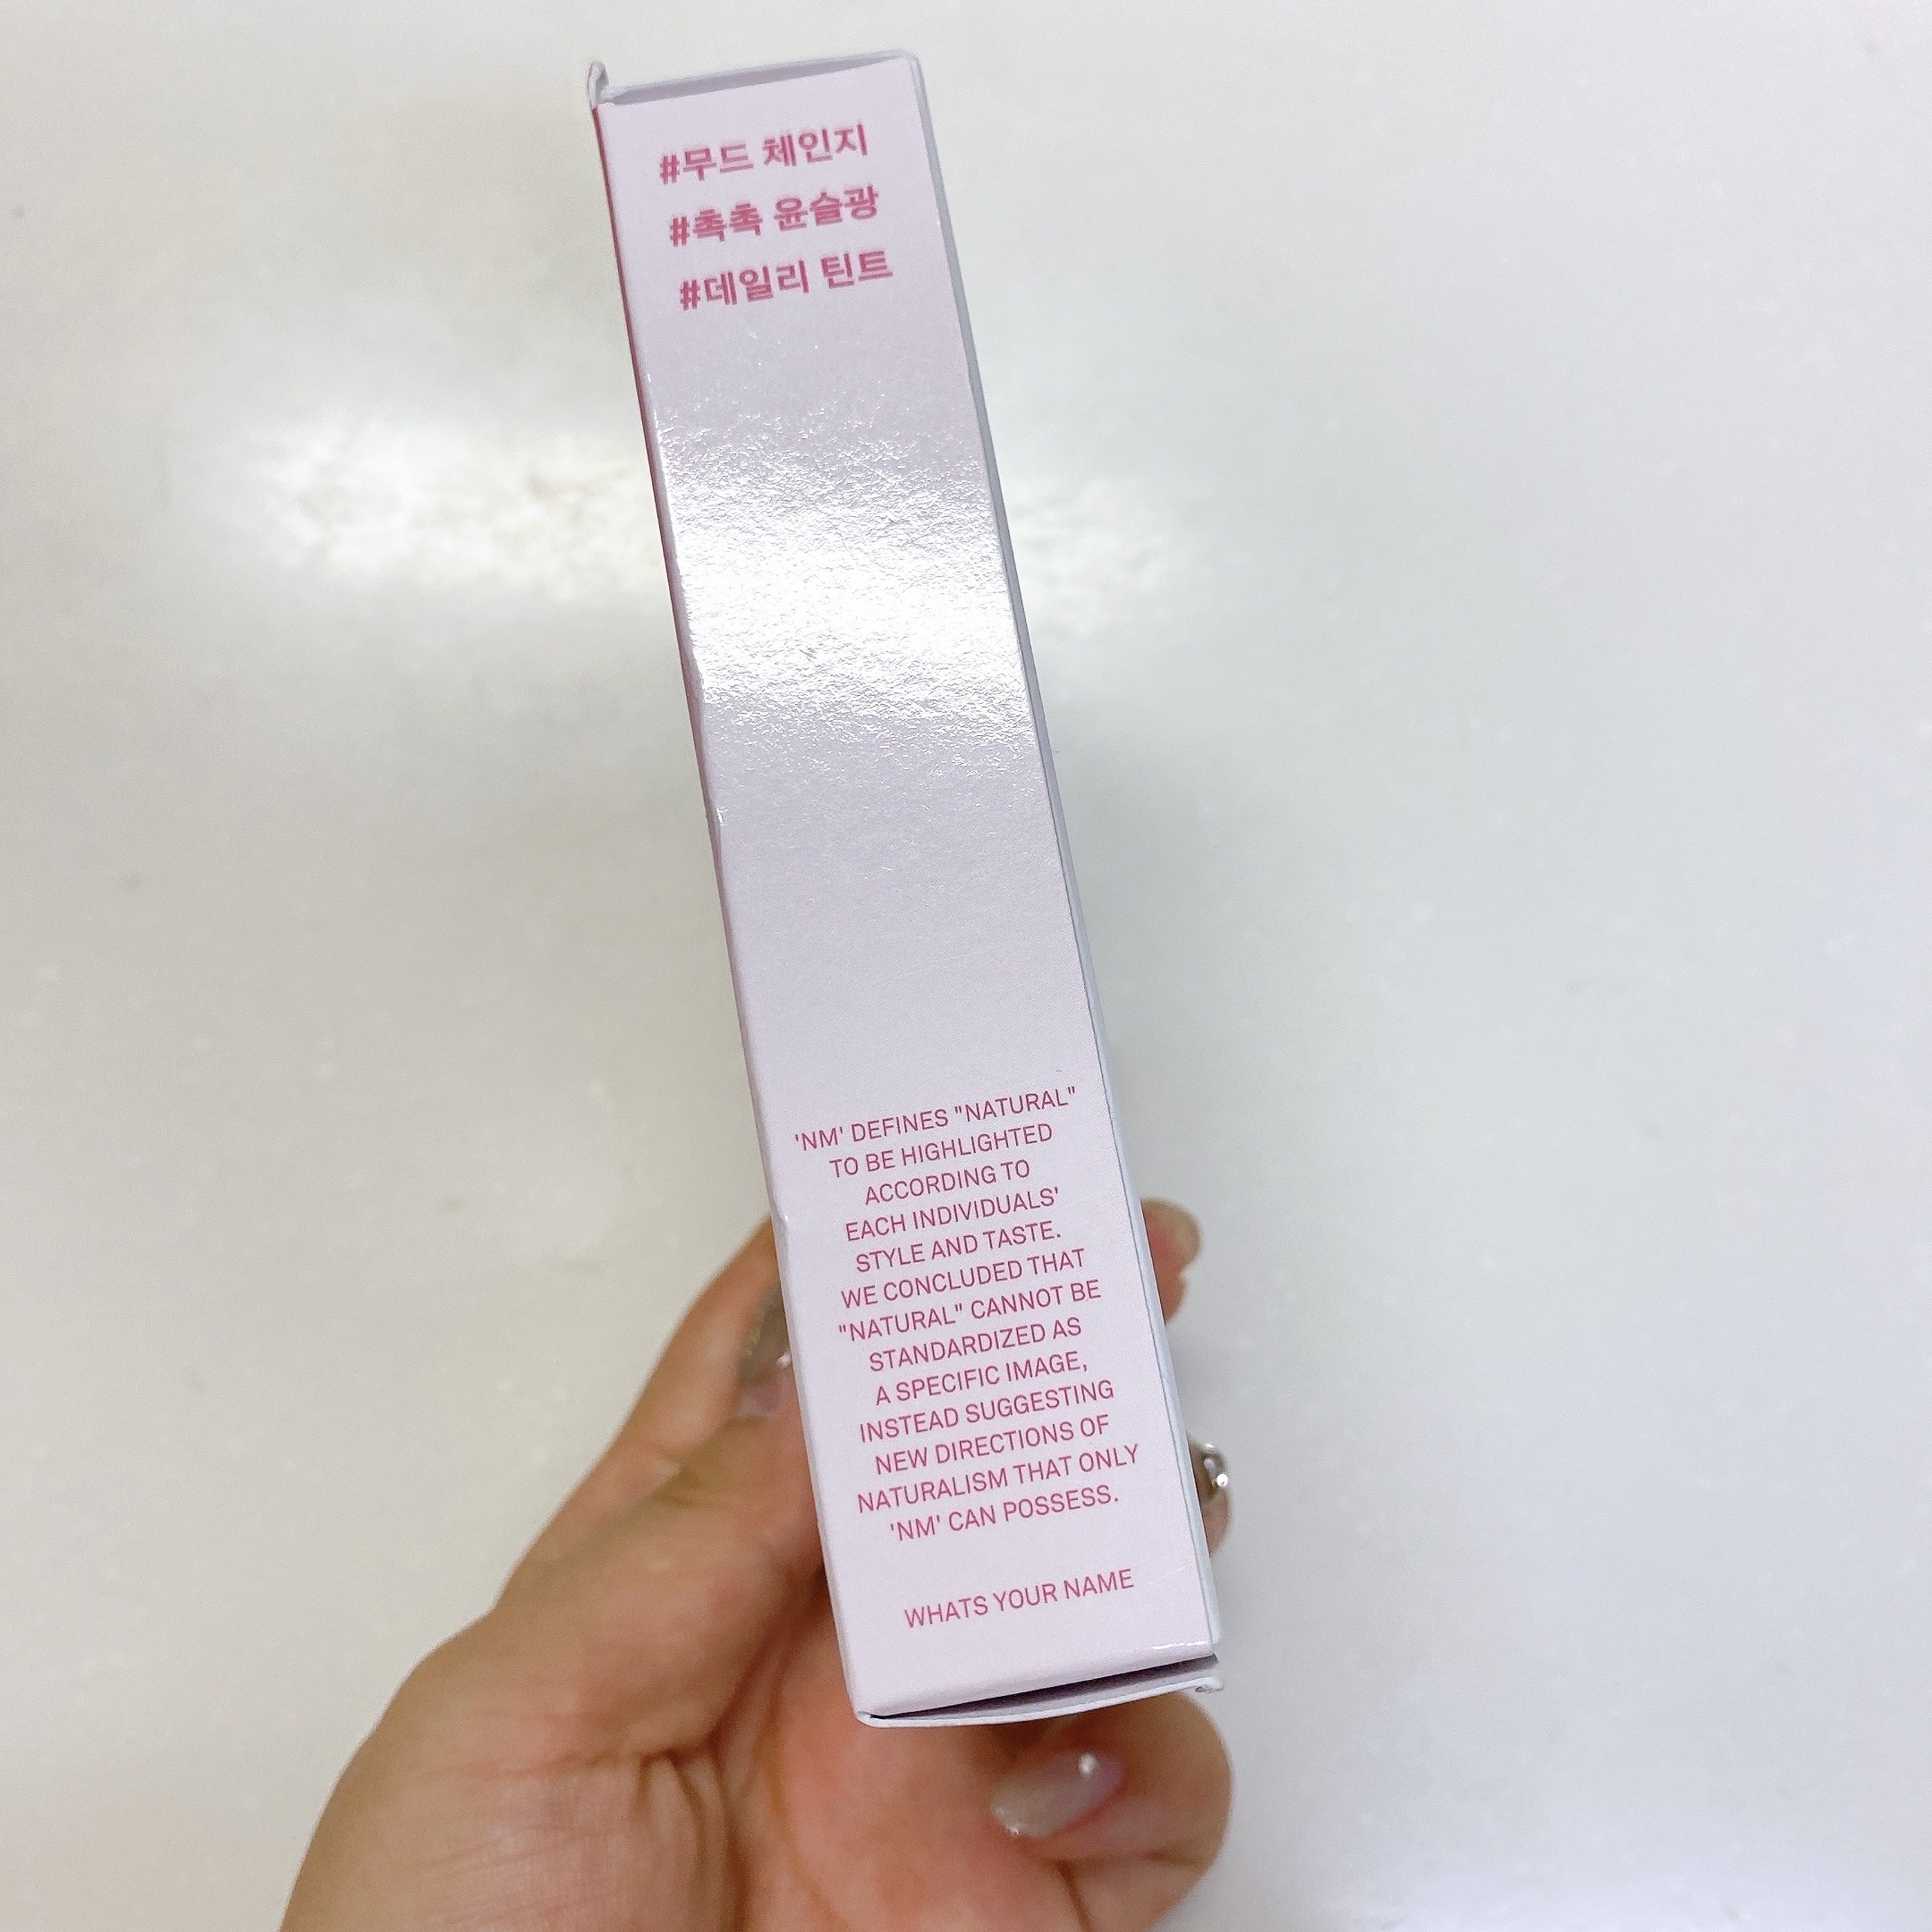 #무드 체인지
#촉촉 윤슬광
#데일리 틴트
'NM' DEFINES "NATURAL"
TO BE HIGHLIGHTED
ACCORDING TO
EACH INDIVIDUALS'
STYLE AND TASTE.
WE CONCLUDED THAT
"NATURAL" CANNOT BE
STANDARDIZED AS
A SPECIFIC IMAGE,
INSTEAD SUGGESTING
NEW DIRECTIONS OF
NATURALISM THAT ONLY
'NM' CAN POSSESS.
WHATS YOUR NAME